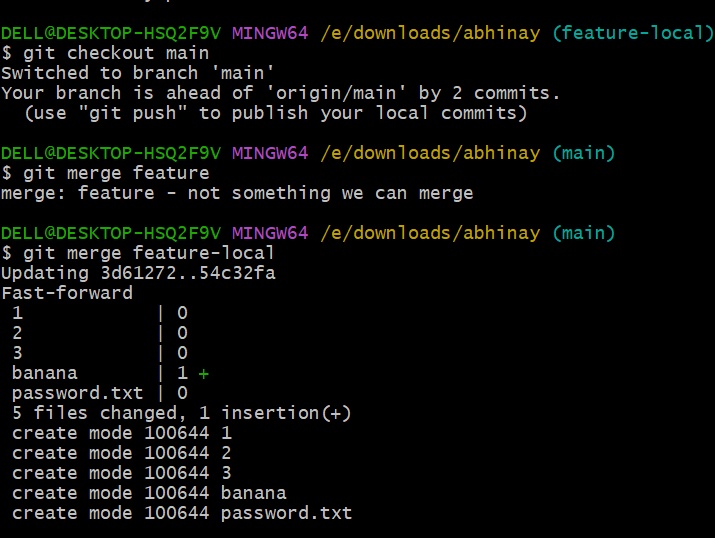 DELL@DESKTOP-HSQ2F9V MINGW64 /e/downloads/abhinay (feature-local)
$ git checkout main
Switched to branch 'main'
Your branch is ahead of 'origin/main' by 2 commits.
  (use "git push" to publish your local commits)

DELL@DESKTOP-HSQ2F9V MINGW64 /e/downloads/abhinay (main)
$ git merge feature
merge: feature - not something we can merge

DELL@DESKTOP-HSQ2F9V MINGW64 /e/downloads/abhinay (main)
$ git merge feature-local
Updating 3d61272..54c32fa
Fast-forward
 1            | 0
 2            | 0
 3            | 0
 banana       | 1 +
 password.txt | 0
 5 files changed, 1 insertion(+)
 create mode 100644 1
 create mode 100644 2
 create mode 100644 3
 create mode 100644 banana
 create mode 100644 password.txt